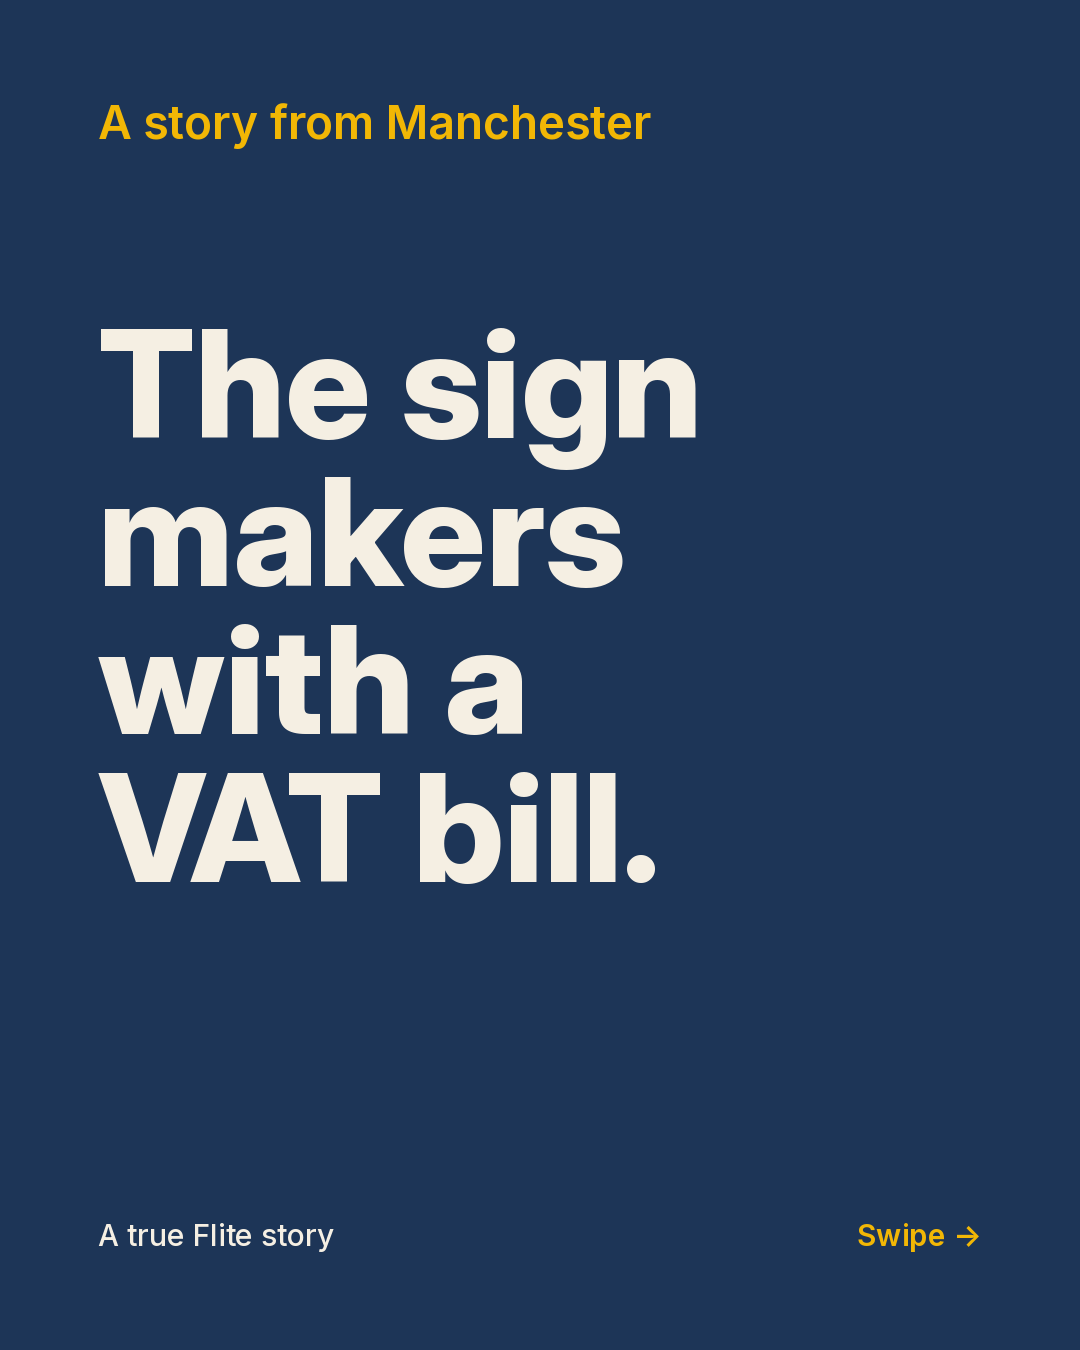 A story from Manchester
The sign
makers
with a
VAT bill.
A true Flite story
Swipe →